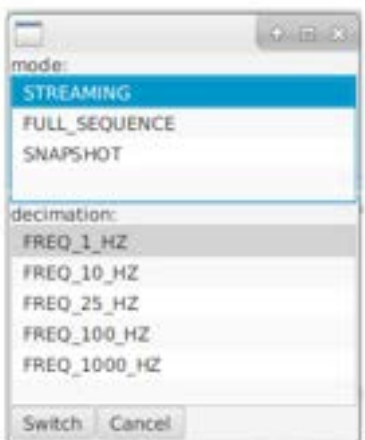 mode:
STREAMING
FULL_SEQUENCE
SNAPSHOT
decimation:
FREQ_1_HZ
FREQ_10_HZ
FREQ_25_HZ
FREQ_100_HZ
FREQ_1000_HZ
Switch Cancel